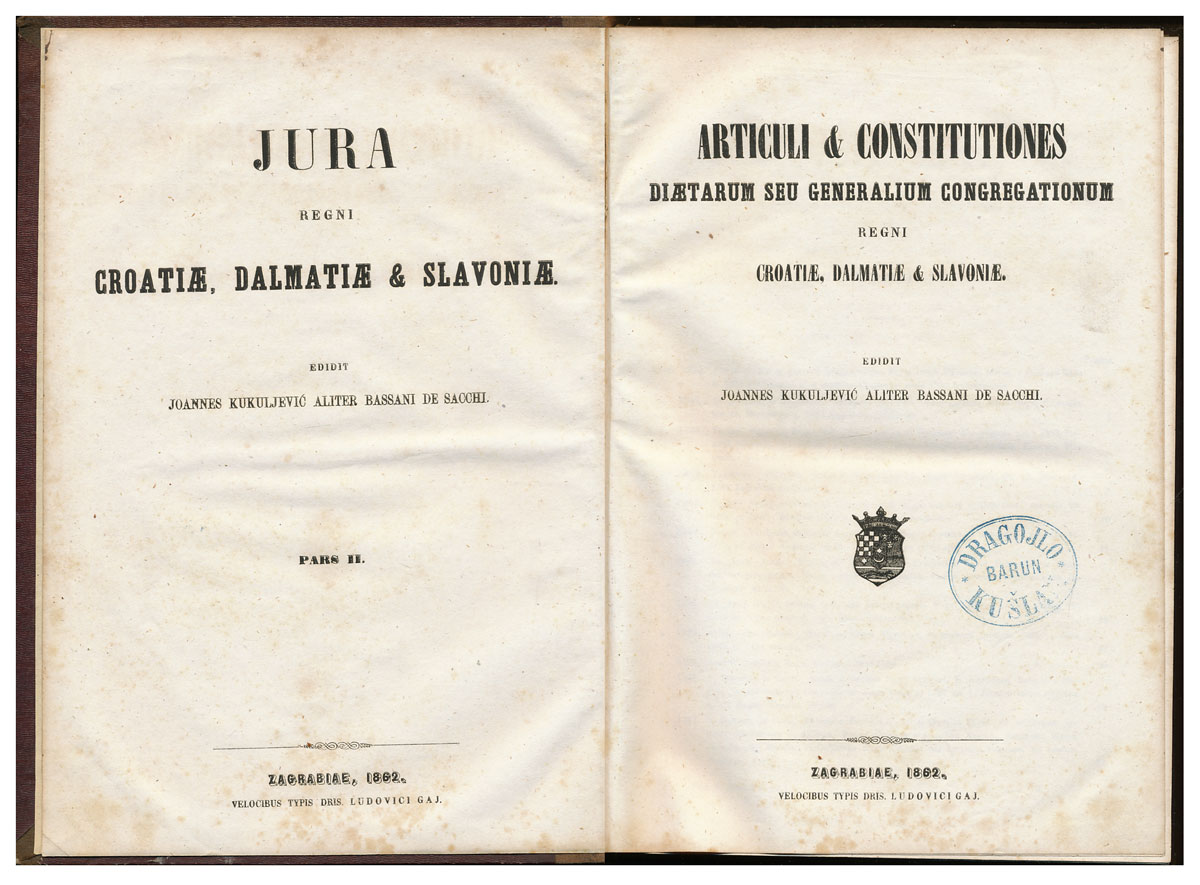 JURA
REGNI
CROATIÆ, DALMATIÆ & SLAVONIÆ.
EDIDIT
JOANNES KUKULJEVIĆ ALITER BASSANI DE SACCHI.
PARS II.
ZAGRABIAE, 1862.
VELOCIBUS TYPIS DRIS. LUDOVICI GAJ.
ARTICULI & CONSTITUTIONES
DIÆTARUM SEU GENERALIUM CONGREGATIONUM
REGNI
CROATIÆ, DALMATIÆ & SLAVONIÆ.
EDIDIT
JOANNES KUKULJEVIĆ ALITER BASSANI DE SACCHI.
DRAGOJLO
BARUN
ZAGRABIAE, 1862.
VELOCIBUS TYPIS DRIS. LUDOVICI GAJ.